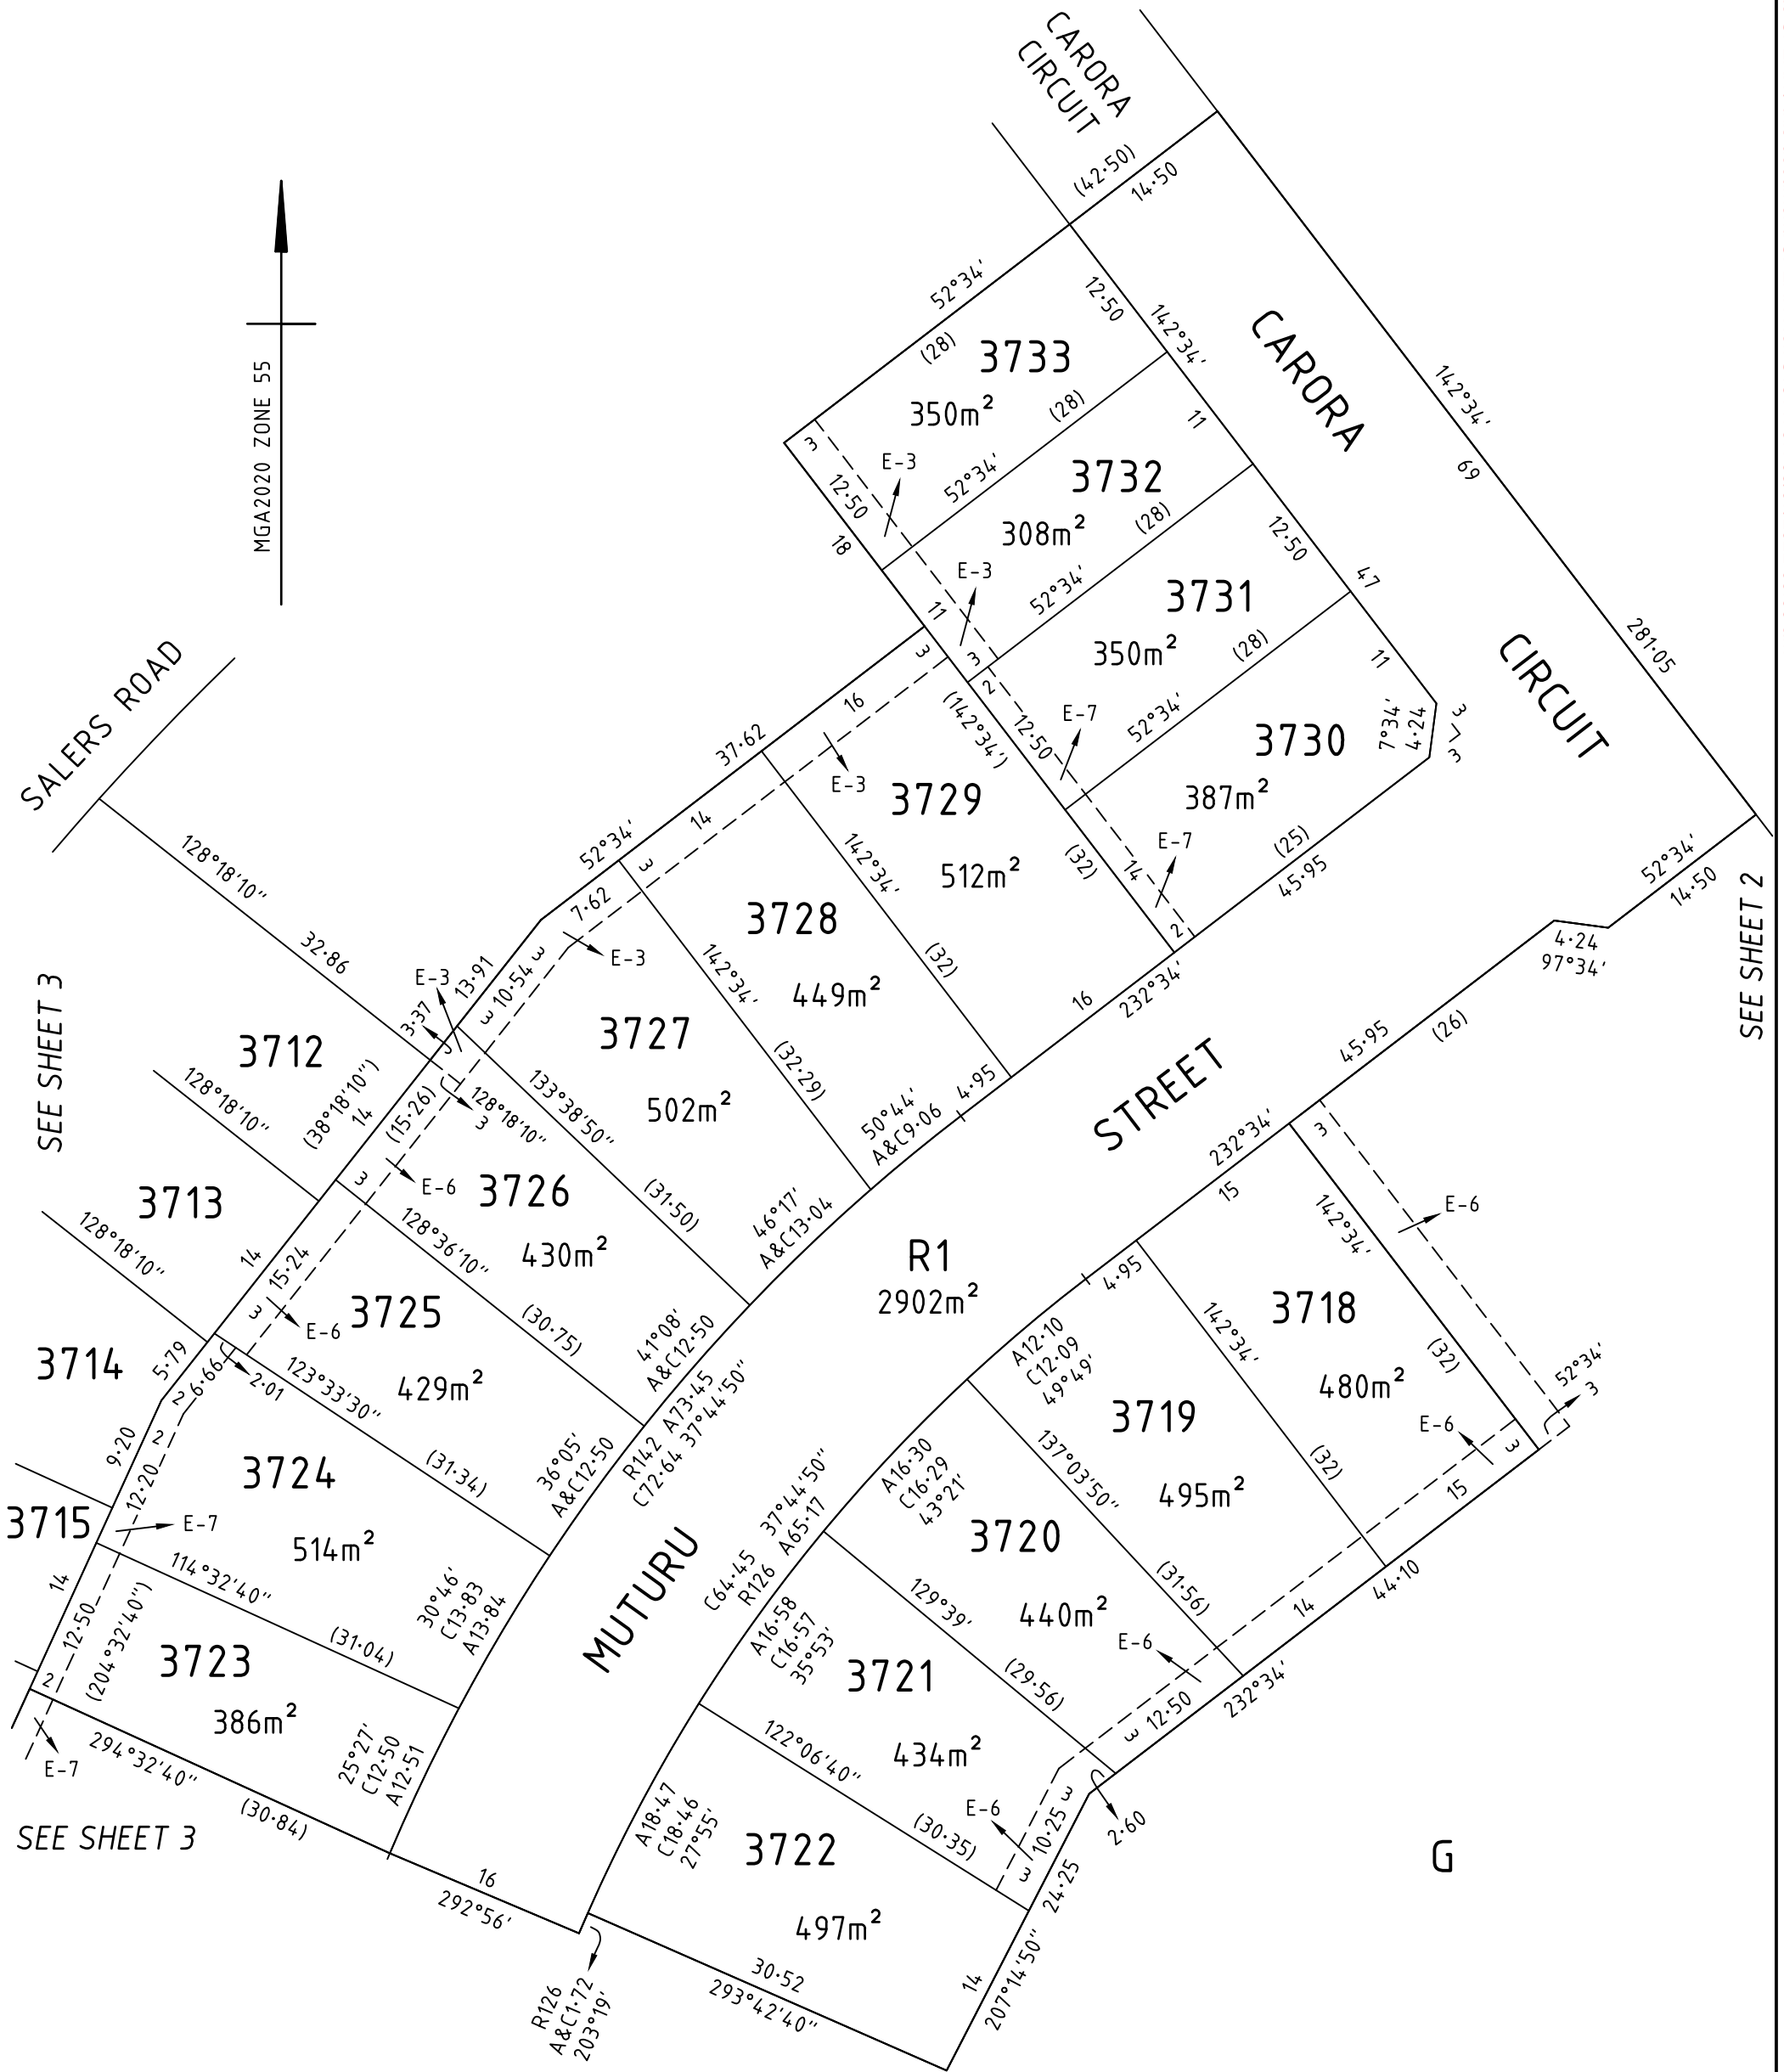 CARORA
CIRCUIT
(42·50)
14·50
52°34'
12·50
142°34'
(28)
3733
350m²
(28)
3
E-3
12·50
52°34'
18
11
CARORA
CIRCUIT
142°34'
69
281·05
3732
308m²
(28)
E-3
52°34'
11
3
12·50
47
3731
350m²
(28)
2
E-7
52°34'
12·50
(142°34')
11
3730
387m²
7°34'
4·24
3
3
E-7
14
2
(25)
45·95
52°34'
14·50
4·24
97°34'
SEE SHEET 2
MGA2020 ZONE 55
SALERS ROAD
128°18'10"
32·86
SEE SHEET 3
37·62
16
3
E-3
3729
512m²
142°34'
(32)
(32)
16
232°34'
52°34'
14
3
3728
449m²
142°34'
(32)
(32·29)
4·95
50°44'
A&C9·06
7·62
E-3
3
10·54
3
13·91
3727
502m²
133°38'50"
(31·50)
46°17'
A&C13·04
E-3
3·37
3
3712
128°18'10"
(38°18'10")
14
(15·26)
128°18'10"
3
3
E-6
3726
430m²
128°36'10"
(30·75)
41°08'
A&C12·50
3713
128°18'10"
14
15·24
3
E-6
3725
429m²
123°33'30"
(31·34)
36°05'
A&C12·50
R142 A73·45
C72·64 37°44'50"
3714
5·79
2
6·66
2·01
2
9·20
12·20
3724
514m²
114°32'40"
(31·04)
30°46'
C13·83
A13·84
3715
E-7
14
12·50
(204°32'40")
2
3723
386m²
25°27'
C12·50
A12·51
E-7
294°32'40"
(30·84)
SEE SHEET 3
16
292°56'
STREET
MUTURU
R1
2902m²
45·95
(26)
232°34'
15
3
142°34'
E-6
4·95
3718
480m²
(32)
52°34'
3
E-6
3
142°34'
(32)
15
A12·10
C12·09
49°49'
3719
495m²
137°03'50"
(31·56)
14
44·10
A16·30
C16·29
43°21'
C64·45 37°44'50"
R126 A65·17
3720
440m²
129°39'
(29·56)
E-6
12·50
3
232°34'
A16·58
C16·57
35°53'
3721
434m²
122°06'40"
(30·35)
E-6
3
10·25
3
2·60
24·25
207°14'50"
A18·47
C18·46
27°55'
3722
497m²
14
30·52
293°42'40"
R126
A&C1·72
203°19'
G